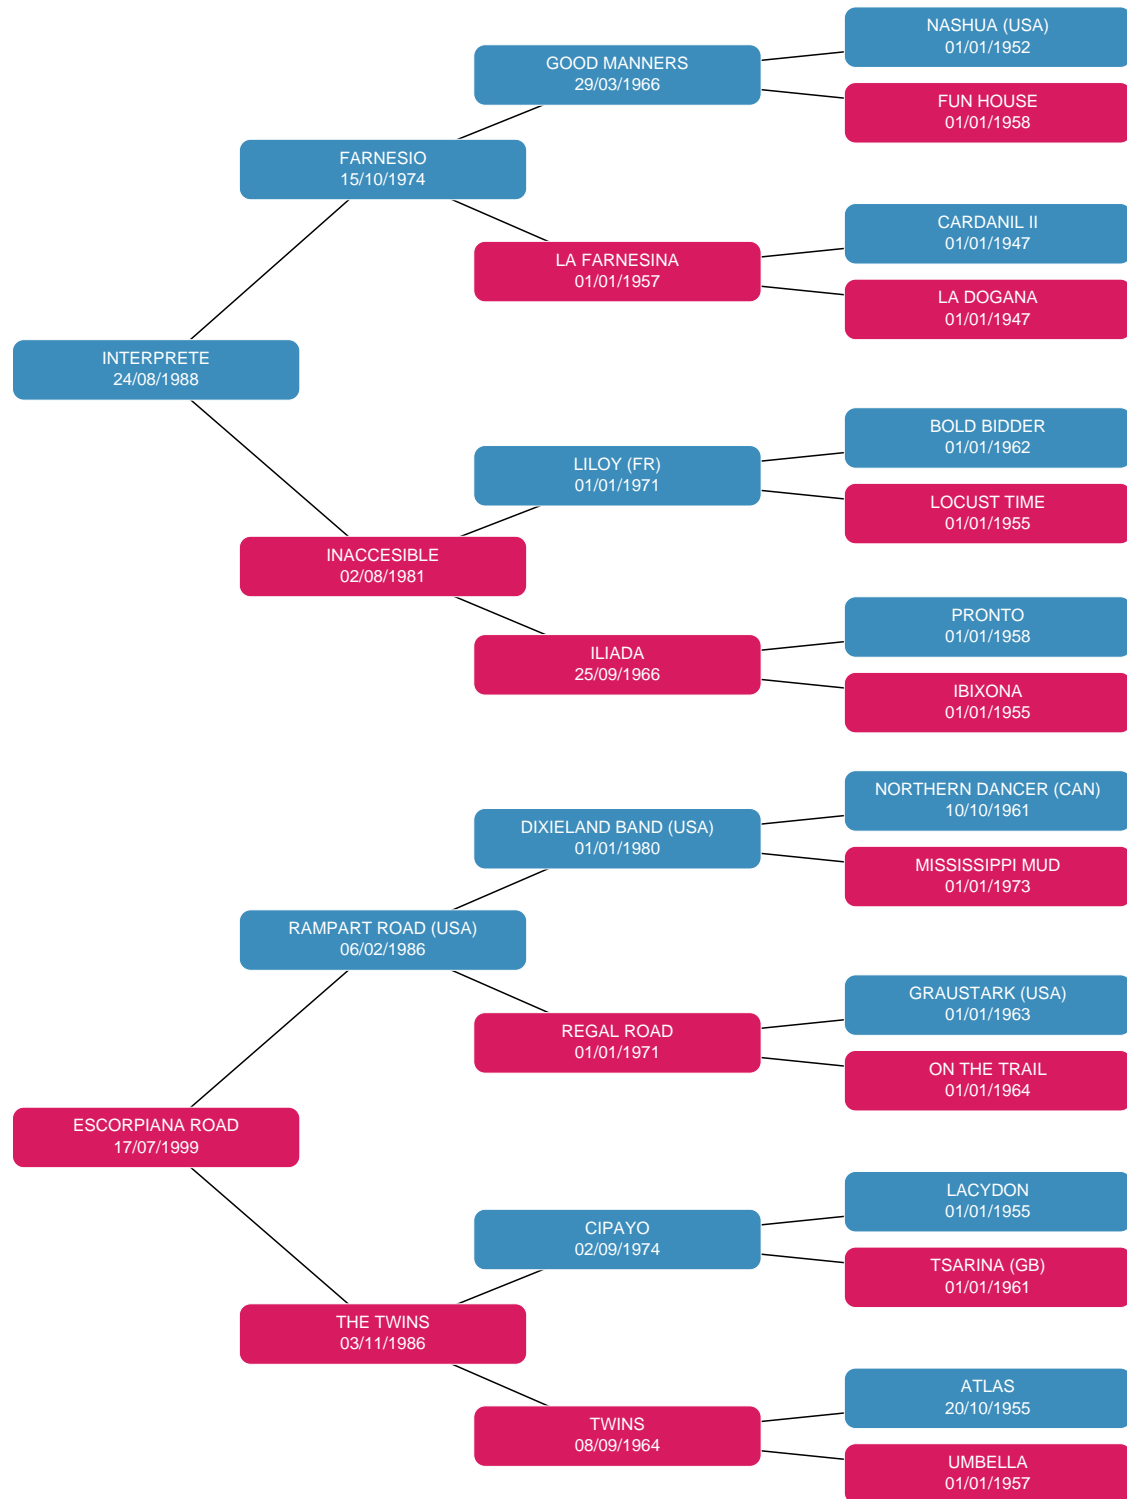 NASHUA (USA)
01/01/1952
GOOD MANNERS
29/03/1966
FUN HOUSE
01/01/1958
FARNESIO
15/10/1974
CARDANIL II
01/01/1947
LA FARNESINA
01/01/1957
LA DOGANA
01/01/1947
INTERPRETE
24/08/1988
BOLD BIDDER
01/01/1962
LILOY (FR)
01/01/1971
LOCUST TIME
01/01/1955
INACCESIBLE
02/08/1981
PRONTO
01/01/1958
ILIADA
25/09/1966
IBIXONA
01/01/1955
NORTHERN DANCER (CAN)
10/10/1961
DIXIELAND BAND (USA)
01/01/1980
MISSISSIPPI MUD
01/01/1973
RAMPART ROAD (USA)
06/02/1986
GRAUSTARK (USA)
01/01/1963
REGAL ROAD
01/01/1971
ON THE TRAIL
01/01/1964
ESCORPIANA ROAD
17/07/1999
LACYDON
01/01/1955
CIPAYO
02/09/1974
TSARINA (GB)
01/01/1961
THE TWINS
03/11/1986
ATLAS
20/10/1955
TWINS
08/09/1964
UMBELLA
01/01/1957